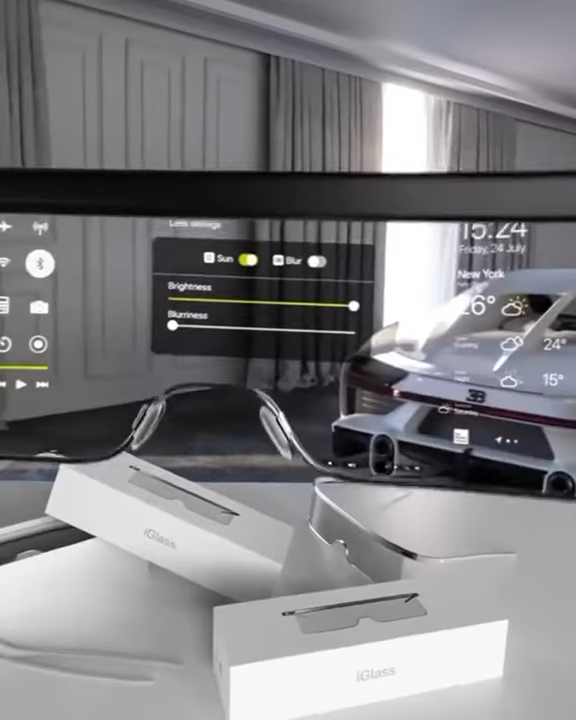 Lens settings
Sun
Blur
Brightness
Blurriness
15:24
Friday, 24 July
New York
26°
24°
15°
iGlass
iGlass